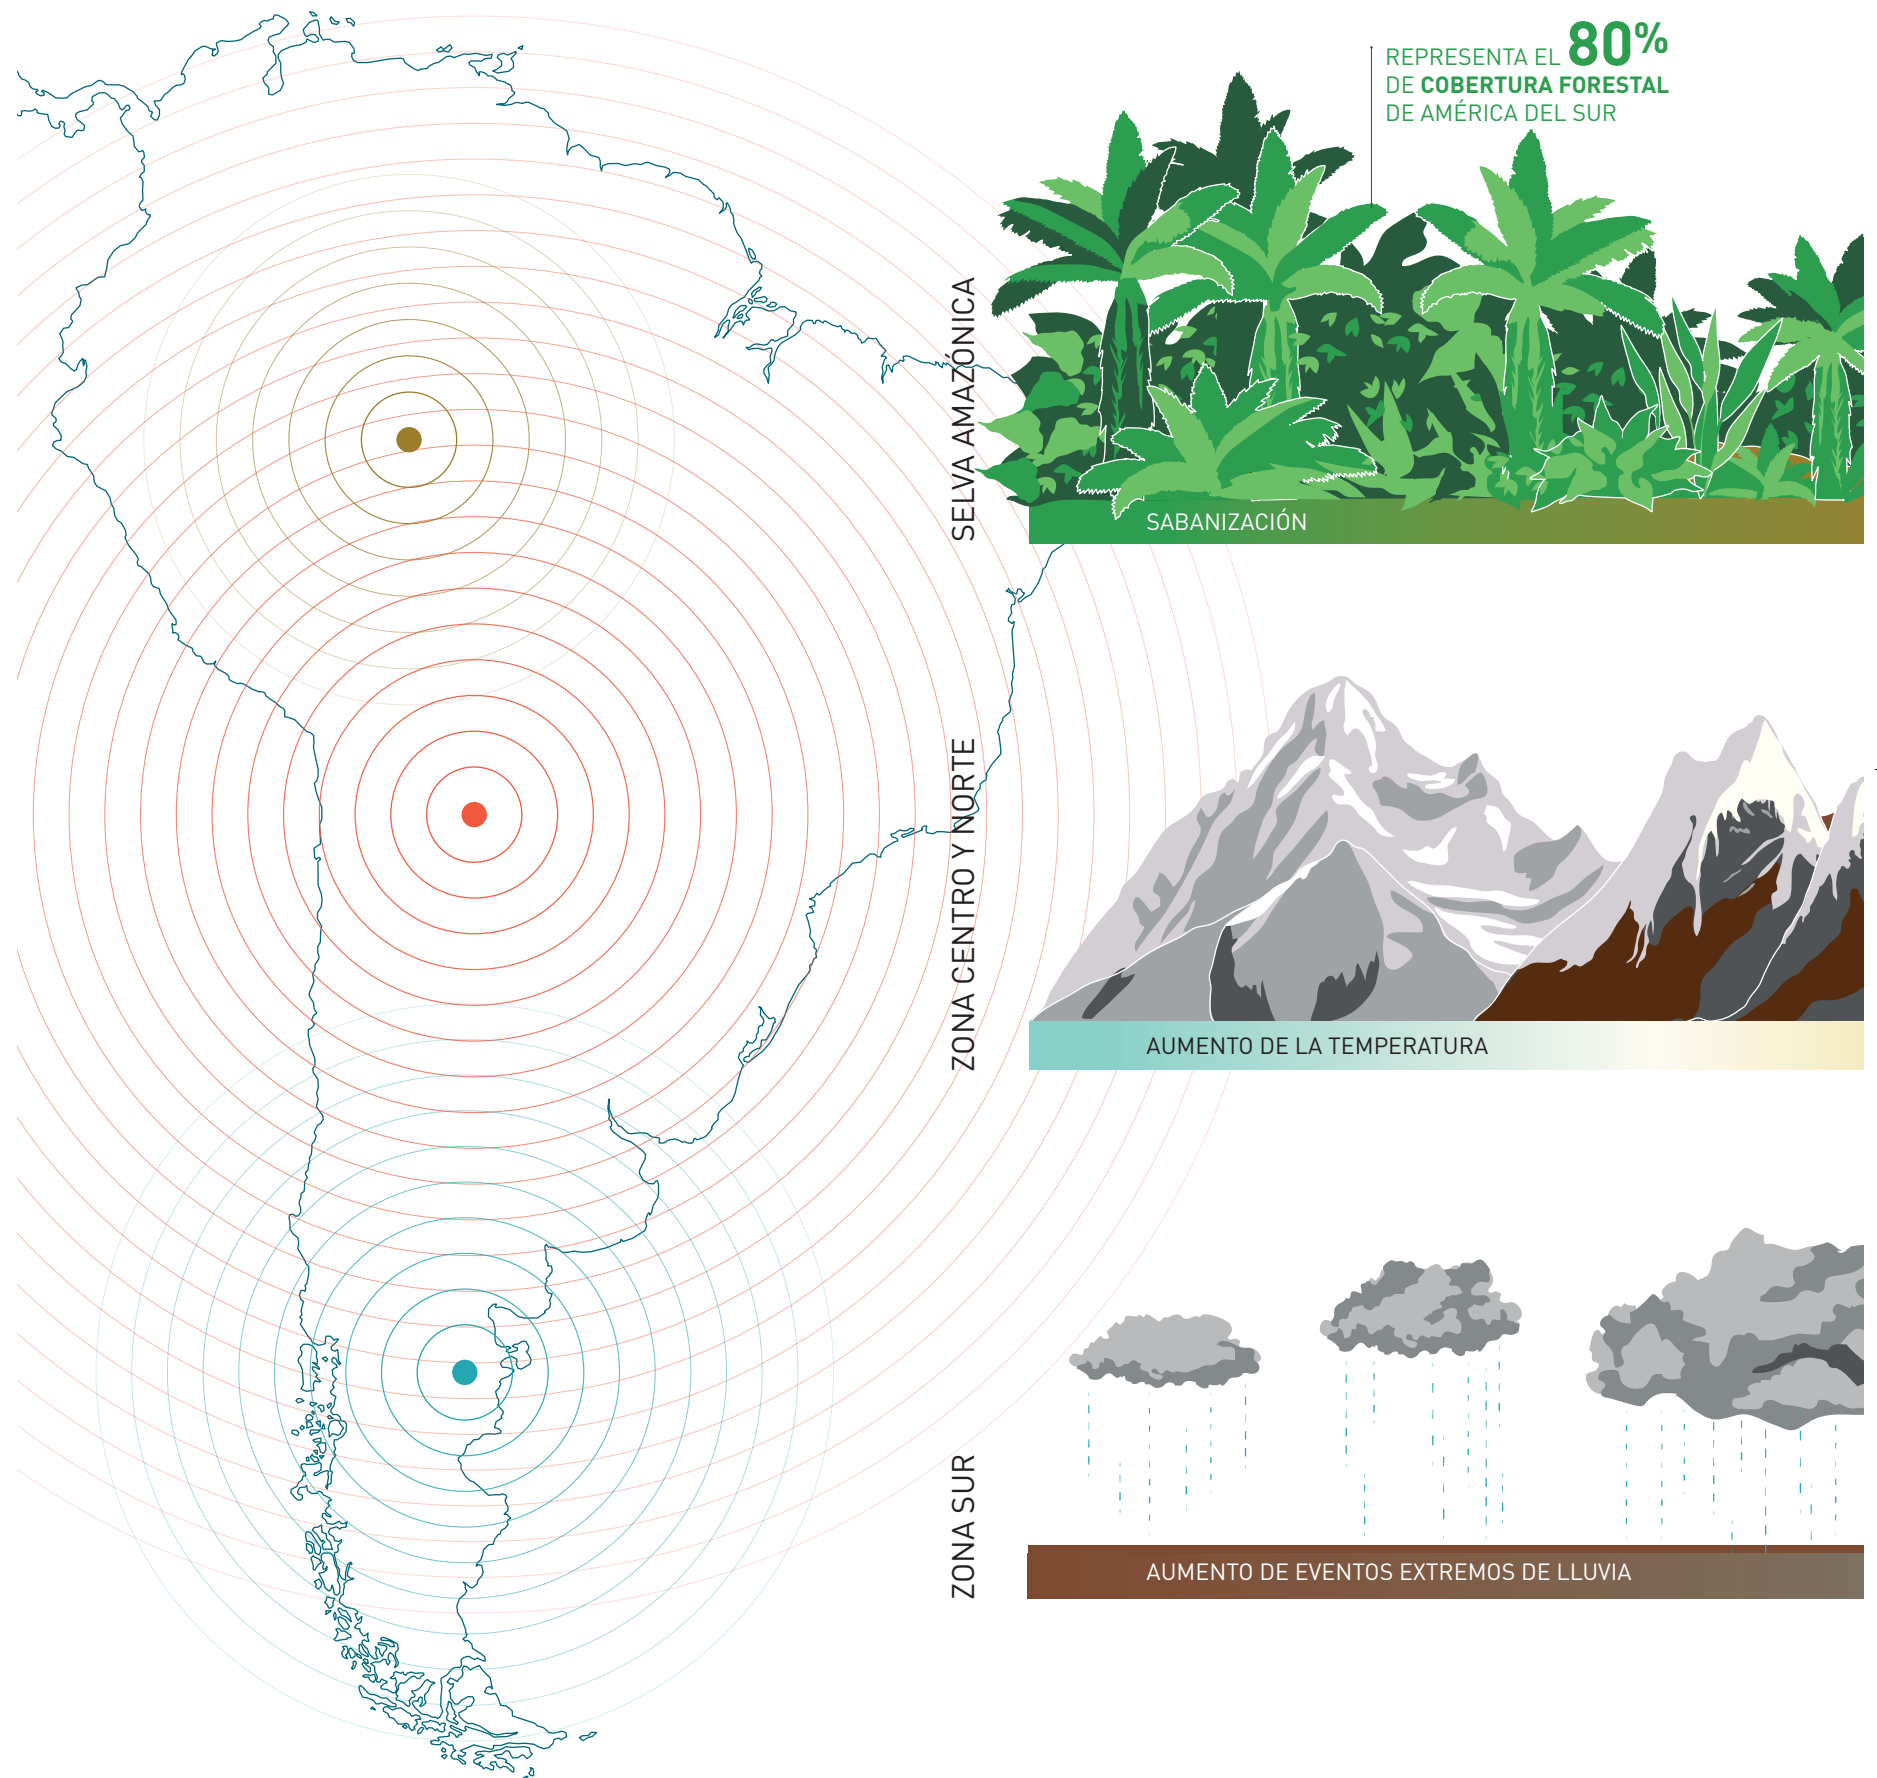 REPRESENTA EL 80%
DE COBERTURA FORESTAL
DE AMÉRICA DEL SUR
SELVA AMAZÓNICA
SABANIZACIÓN
ZONA CENTRO Y NORTE
AUMENTO DE LA TEMPERATURA
ZONA SUR
AUMENTO DE EVENTOS EXTREMOS DE LLUVIA